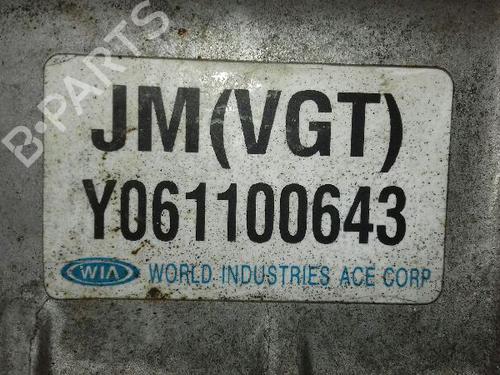 B-PARTS
JM(VGT)
Y061100643
WIA WORLD INDUSTRIES ACE CORP